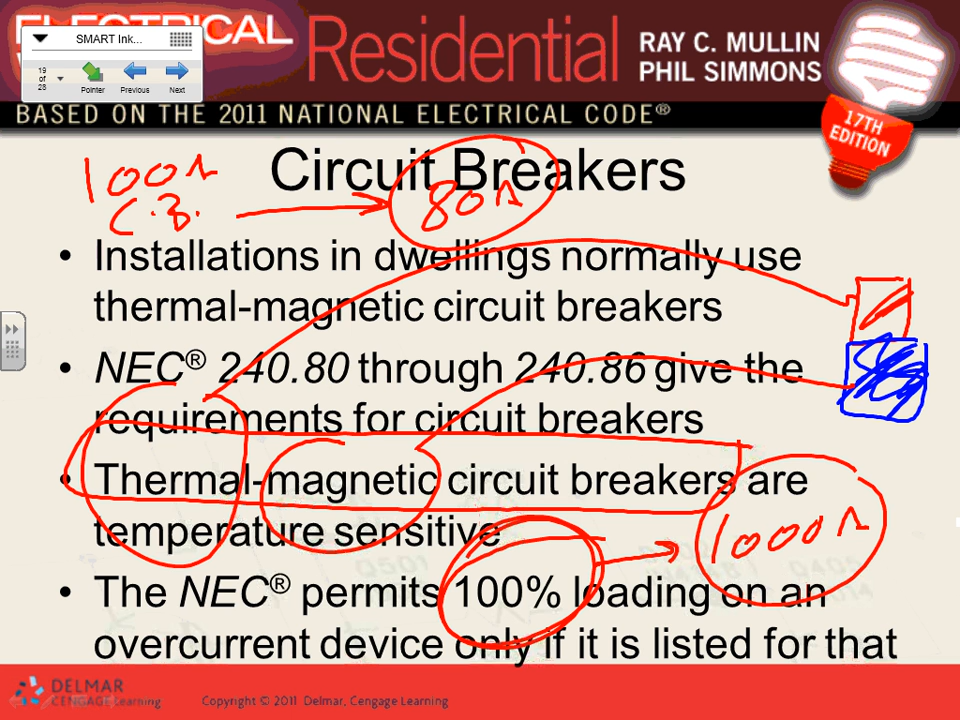 ELECTRICAL
SMART Ink...
19
of
28
Pointer
Previous
Next
Residential
RAY C. MULLIN
PHIL SIMMONS
BASED ON THE 2011 NATIONAL ELECTRICAL CODE®
17TH
EDITION
Circuit Breakers
100A
C.B.
80A
• Installations in dwellings normally use
thermal-magnetic circuit breakers
• NEC® 240.80 through 240.86 give the
requirements for circuit breakers
• Thermal-magnetic circuit breakers are
temperature sensitive
1000A
• The NEC® permits 100% loading on an
overcurrent device only if it is listed for that
DELMAR
CENGAGE Learning
Copyright © 2011 Delmar, Cengage Learning